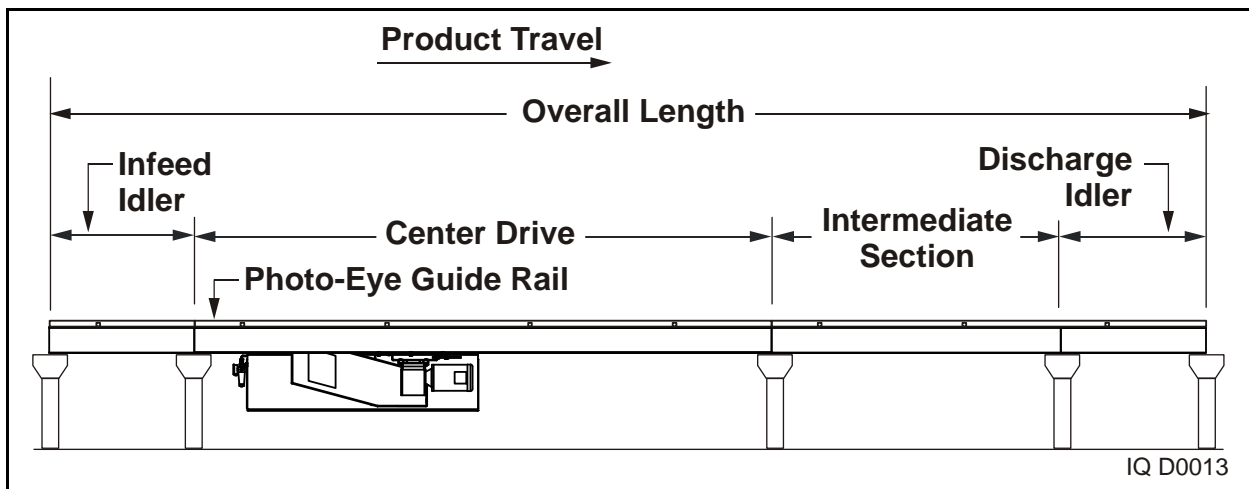 Product Travel
Overall Length
Infeed
Idler
Discharge
Idler
Center Drive
Intermediate
Section
Photo-Eye Guide Rail
IQ D0013